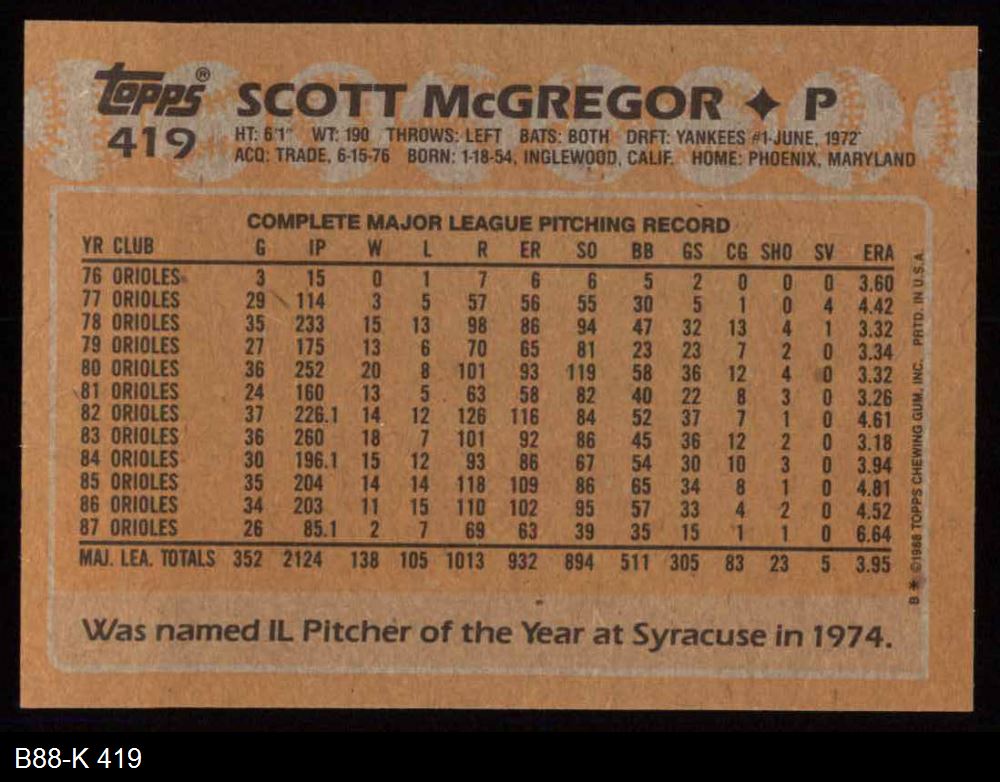 topps® SCOTT McGREGOR ✦ P
419 HT: 6'1" WT: 190 THROWS: LEFT BATS: BOTH DRFT: YANKEES #1-JUNE, 1972
ACQ: TRADE, 6-15-76 BORN: 1-18-54, INGLEWOOD, CALIF. HOME: PHOENIX, MARYLAND
COMPLETE MAJOR LEAGUE PITCHING RECORD
YR CLUB G IP W L R ER SO BB GS CG SHO SV ERA
76 ORIOLES 3 15 0 1 7 6 6 5 2 0 0 0 3.60
77 ORIOLES 29 114 3 5 57 56 55 30 5 1 0 4 4.42
78 ORIOLES 35 233 15 13 98 86 94 47 32 13 4 1 3.32
79 ORIOLES 27 175 13 6 70 65 81 23 23 7 2 0 3.34
80 ORIOLES 36 252 20 8 101 93 119 58 36 12 4 0 3.32
81 ORIOLES 24 160 13 5 63 58 82 40 22 8 3 0 3.26
82 ORIOLES 37 226.1 14 12 126 116 84 52 37 7 1 0 4.61
83 ORIOLES 36 260 18 7 101 92 86 45 36 12 2 0 3.18
84 ORIOLES 30 196.1 15 12 93 86 67 54 30 10 3 0 3.94
85 ORIOLES 35 204 14 14 118 109 86 65 34 8 1 0 4.81
86 ORIOLES 34 203 11 15 110 102 95 57 33 4 2 0 4.52
87 ORIOLES 26 85.1 2 7 69 63 39 35 15 1 1 0 6.64
MAJ. LEA. TOTALS 352 2124 138 105 1013 932 894 511 305 83 23 5 3.95
Was named IL Pitcher of the Year at Syracuse in 1974.
B * ©1988 TOPPS CHEWING GUM, INC. PRTD. IN U.S.A.
B88-K 419